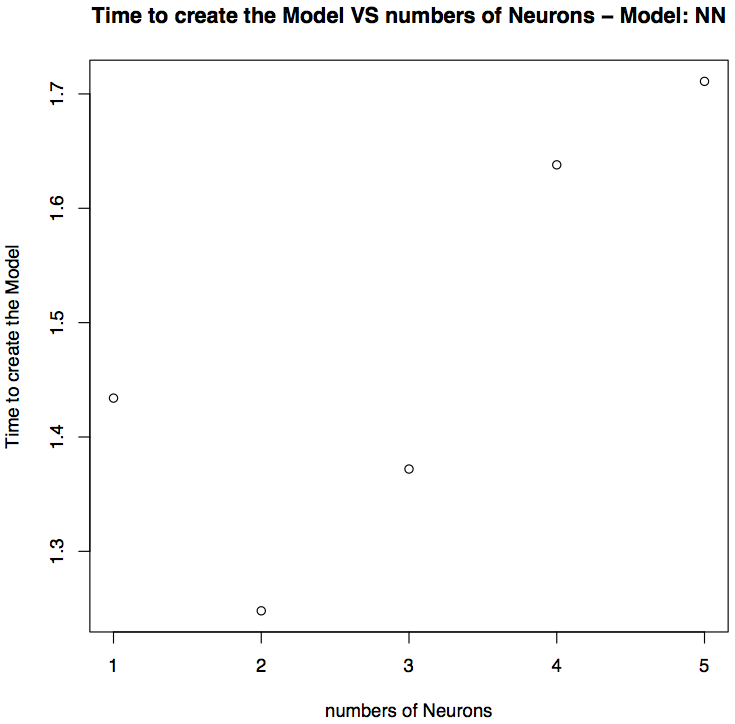 Time to create the Model VS numbers of Neurons – Model: NN
Time to create the Model
1.7
1.6
1.5
1.4
1.3
1 2 3 4 5
numbers of Neurons